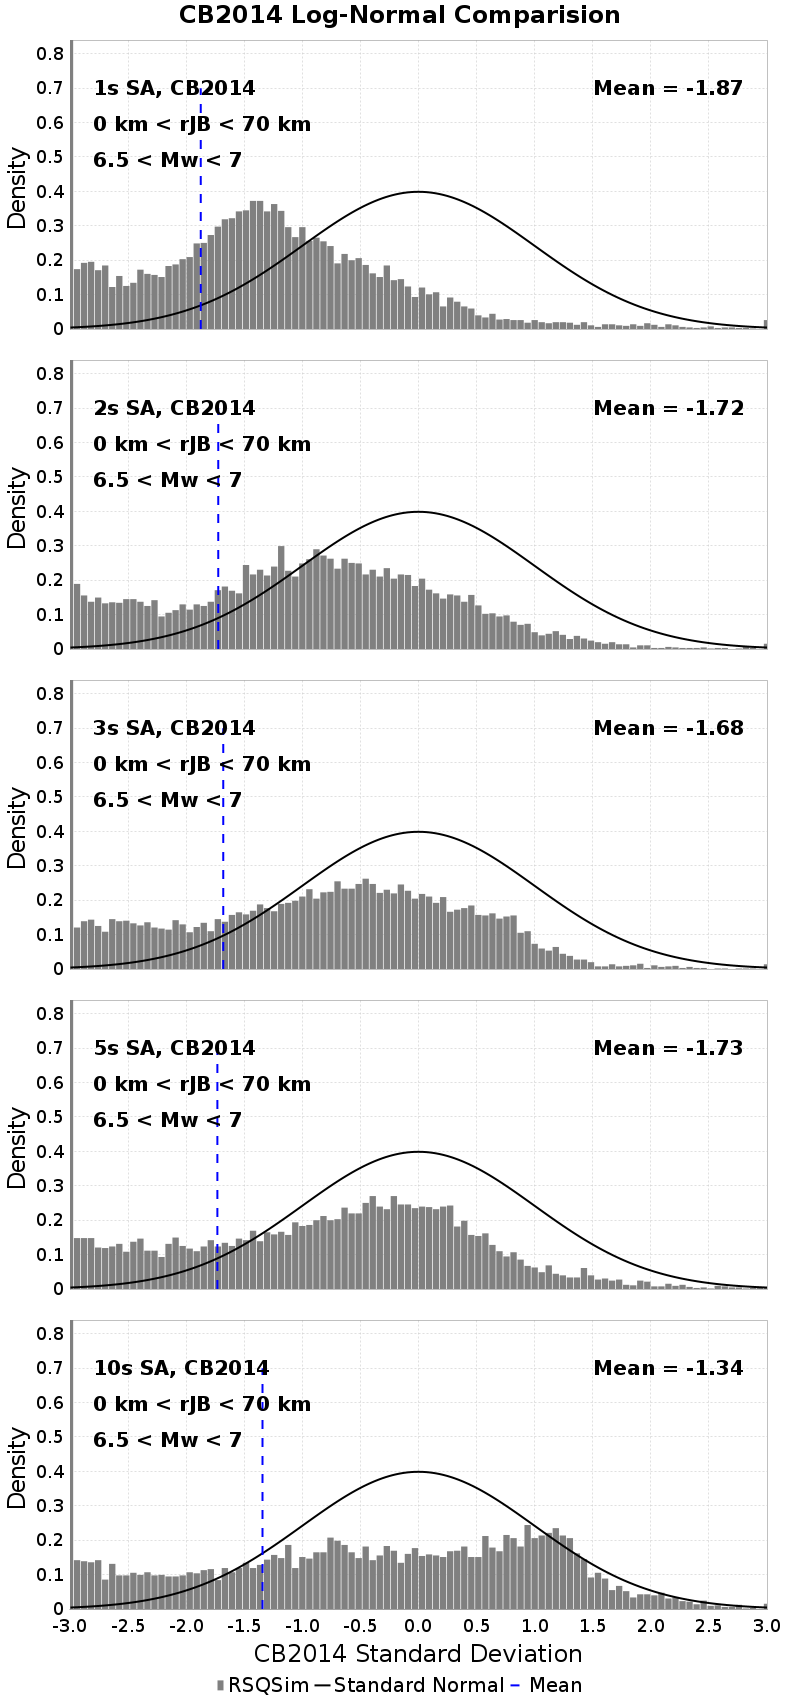 CB2014 Log-Normal Comparision
0.8
0.7
0.6
0.5
0.4
0.3
0.2
0.1
0
Density
1s SA, CB2014
Mean = -1.87
0 km < rJB < 70 km
6.5 < Mw < 7
0.8
0.7
0.6
0.5
0.4
0.3
0.2
0.1
0
Density
2s SA, CB2014
Mean = -1.72
0 km < rJB < 70 km
6.5 < Mw < 7
0.8
0.7
0.6
0.5
0.4
0.3
0.2
0.1
0
Density
3s SA, CB2014
Mean = -1.68
0 km < rJB < 70 km
6.5 < Mw < 7
0.8
0.7
0.6
0.5
0.4
0.3
0.2
0.1
0
Density
5s SA, CB2014
Mean = -1.73
0 km < rJB < 70 km
6.5 < Mw < 7
0.8
0.7
0.6
0.5
0.4
0.3
0.2
0.1
0
Density
10s SA, CB2014
Mean = -1.34
0 km < rJB < 70 km
6.5 < Mw < 7
-3.0 -2.5 -2.0 -1.5 -1.0 -0.5 0.0 0.5 1.0 1.5 2.0 2.5 3.0
CB2014 Standard Deviation
RSQSim Standard Normal Mean